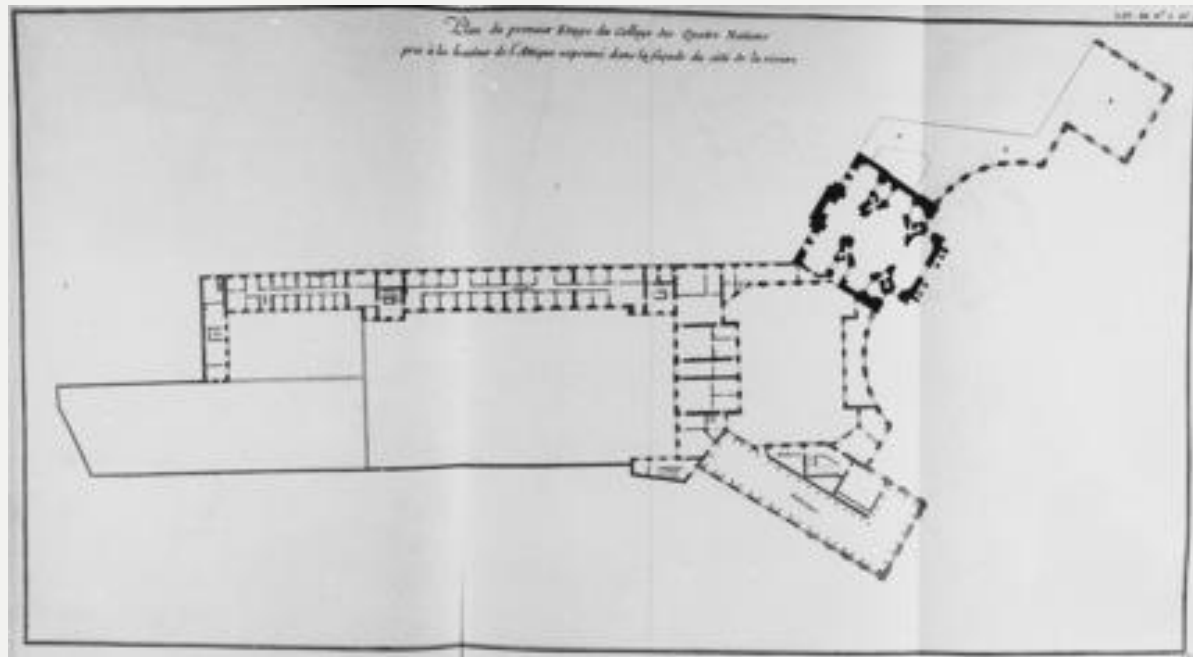 Plan du premier Etage du College des Quatre Nations
pris à la hauteur de l'Attique exprimé dans la façade du côté de la riviere